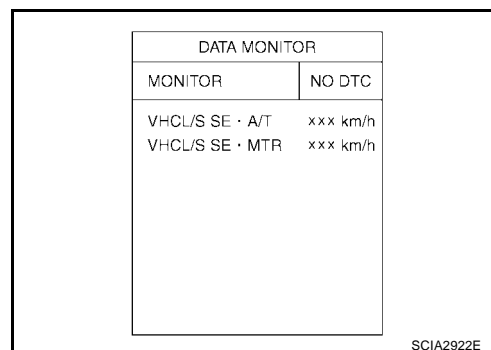 DATA MONITOR
MONITOR NO DTC
VHCL/S SE · A/T xxx km/h
VHCL/S SE · MTR xxx km/h
SCIA2922E